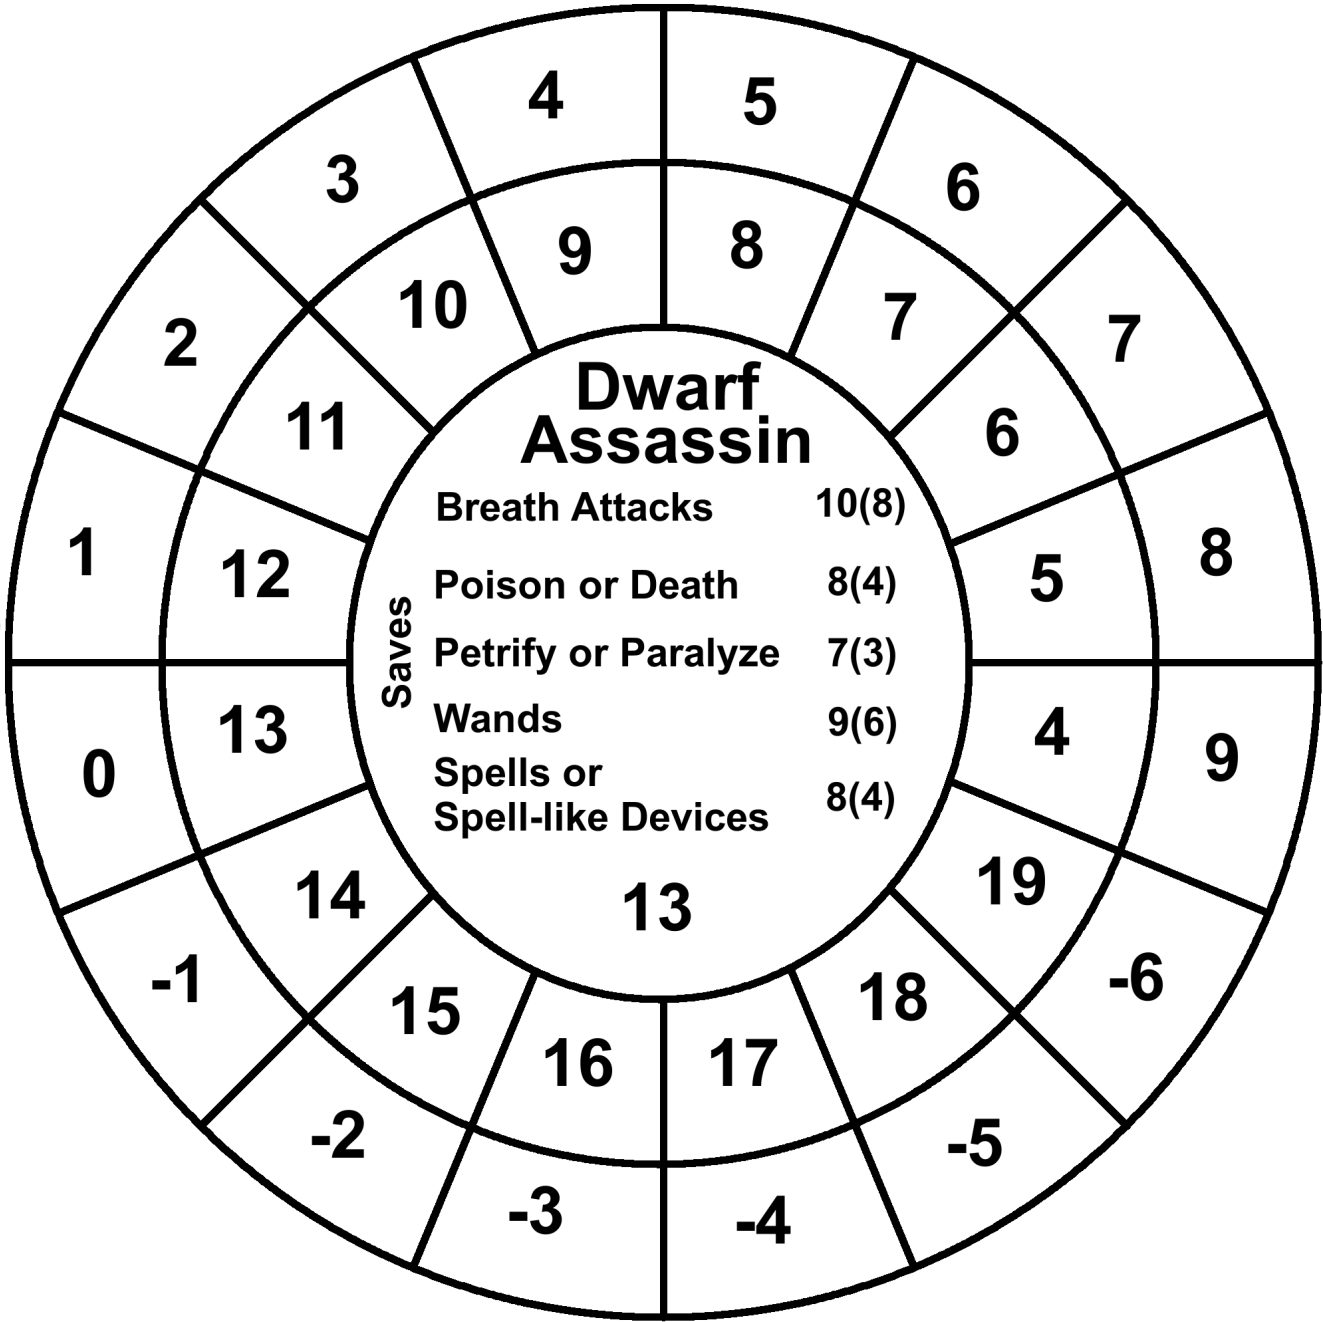 4 5
3 6
9 8
10 7
2 7
11 6
Dwarf
Assassin
Breath Attacks 10(8)
1 8
12 5
Poison or Death 8(4)
Saves
Petrify or Paralyze 7(3)
Wands 9(6)
13 4
0 9
Spells or
Spell-like Devices 8(4)
14 19
13
-1 -6
15 18
16 17
-2 -5
-3 -4